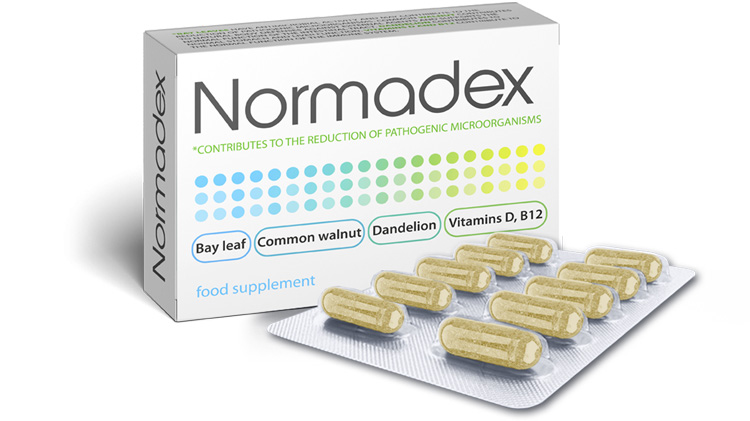 Normadex
*CONTRIBUTES TO THE REDUCTION OF PATHOGENIC MICROORGANISMS
Bay leaf
Common walnut
Dandelion
Vitamins D, B12
food supplement
Normadex